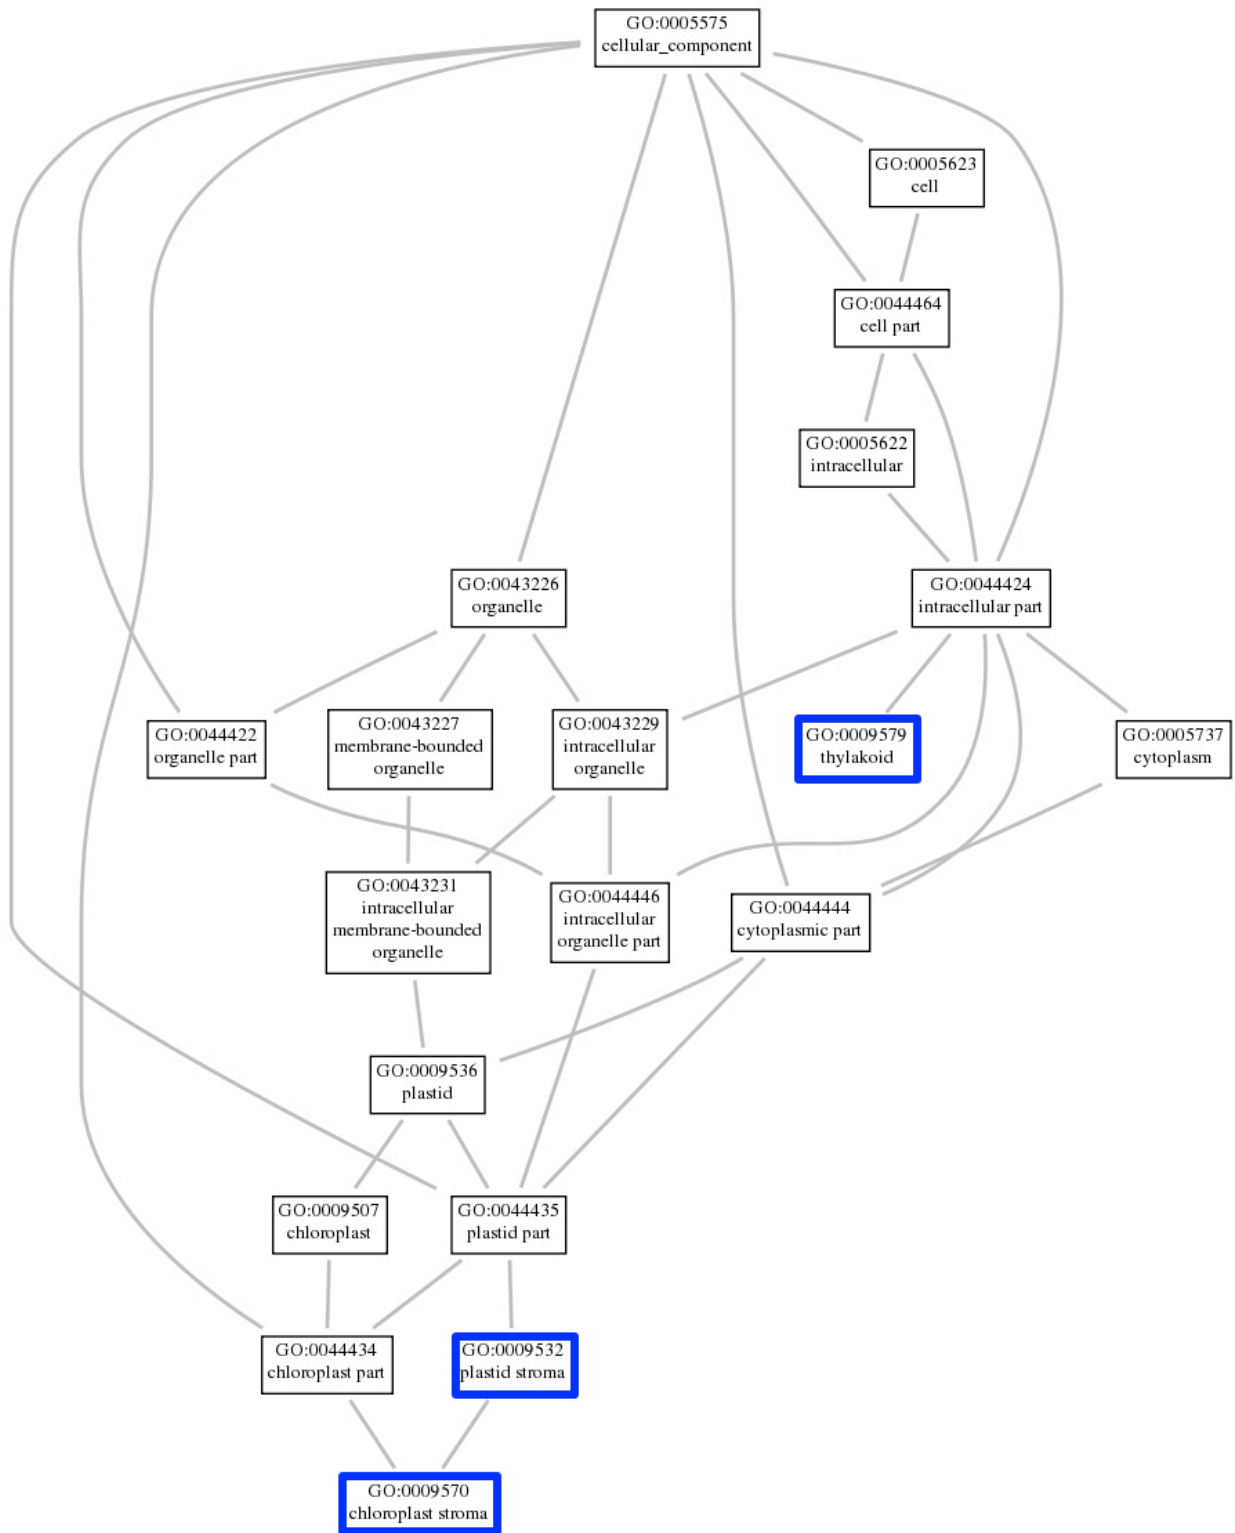 GO:0005575
cellular_component
GO:0005623
cell
GO:0044464
cell part
GO:0005622
intracellular
GO:0043226
organelle
GO:0044424
intracellular part
GO:0044422
organelle part
GO:0043227
membrane-bounded
organelle
GO:0043229
intracellular
organelle
GO:0009579
thylakoid
GO:0005737
cytoplasm
GO:0043231
intracellular
membrane-bounded
organelle
GO:0044446
intracellular
organelle part
GO:0044444
cytoplasmic part
GO:0009536
plastid
GO:0009507
chloroplast
GO:0044435
plastid part
GO:0044434
chloroplast part
GO:0009532
plastid stroma
GO:0009570
chloroplast stroma